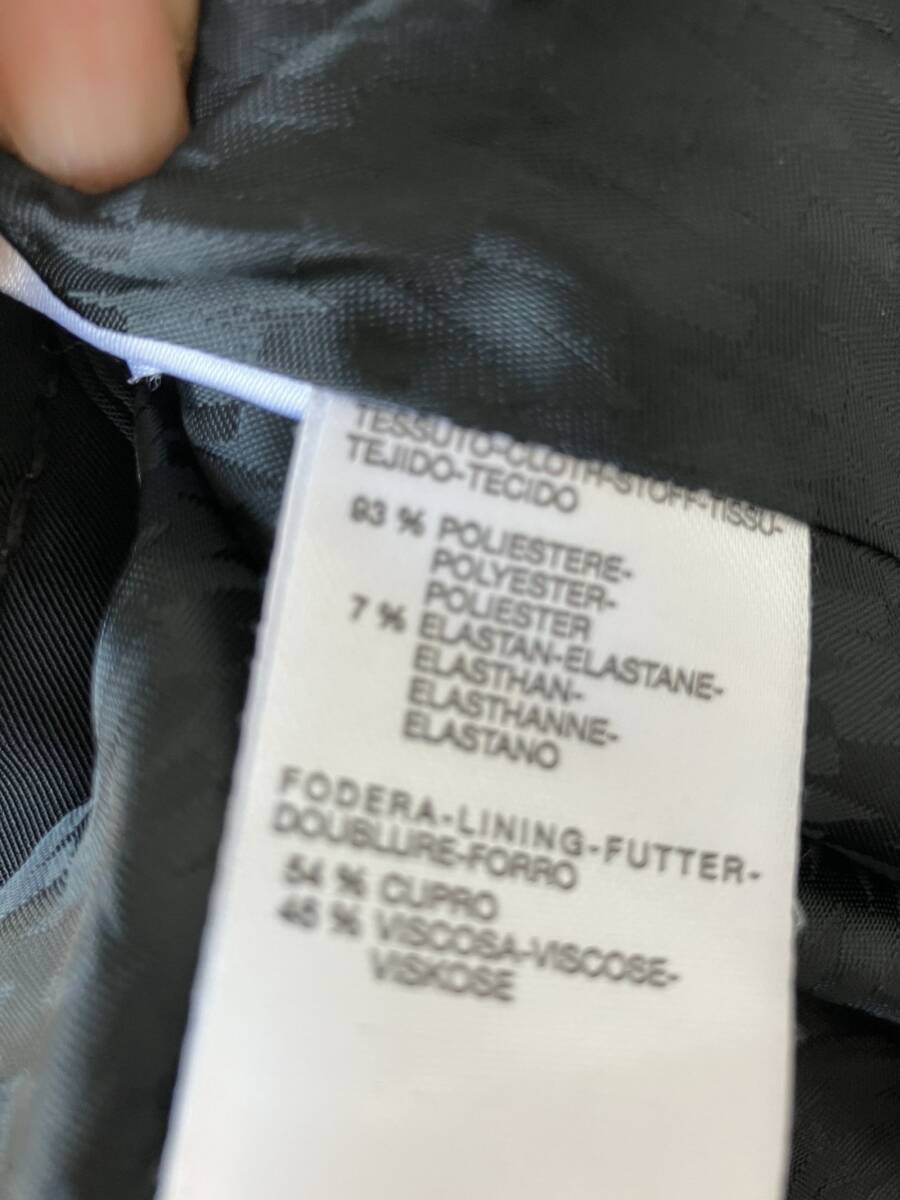 TESSUTO-CLOTH-STOFF-TISSU-
TEJIDO-TECIDO
93 % POLIESTERE-
POLYESTER-
POLIESTER
7 % ELASTAN-ELASTANE-
ELASTHAN-
ELASTHANNE-
ELASTANO
FODERA-LINING-FUTTER-
DOUBLURE-FORRO
54 % CUPRO
46 % VISCOSA-VISCOSE-
VISKOSE